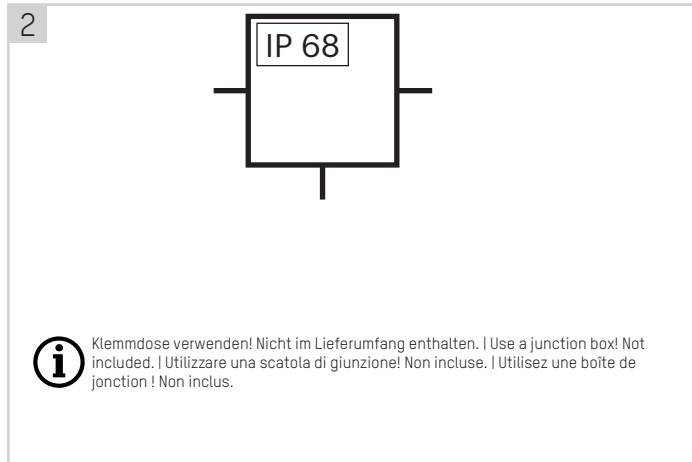 2
IP 68
Klemmdose verwenden! Nicht im Lieferumfang enthalten. | Use a junction box! Not
included. | Utilizzare una scatola di giunzione! Non incluse. | Utilisez une boîte de
jonction ! Non inclus.